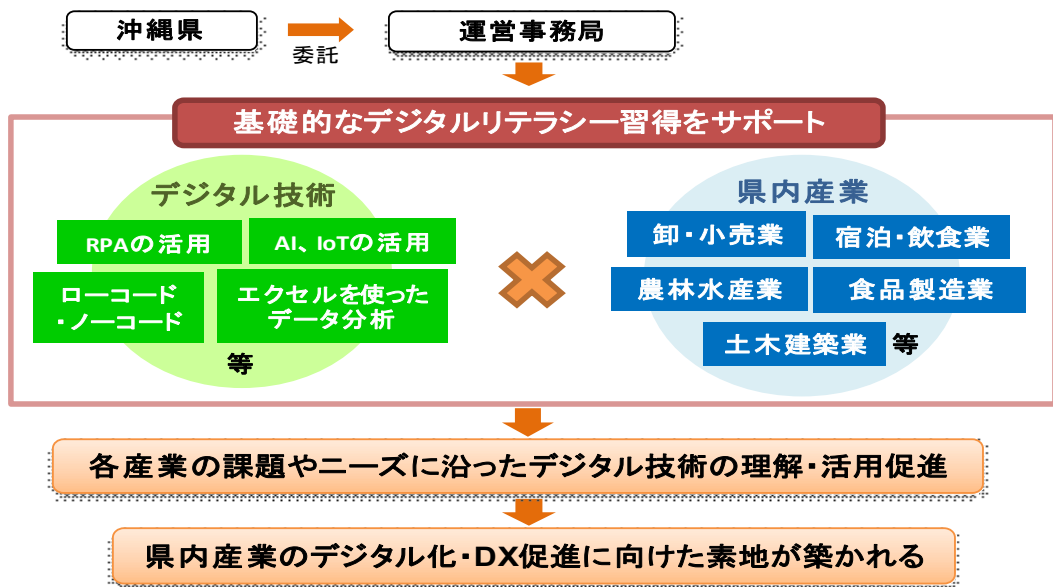 沖縄県
委託
運営事務局
基礎的なデジタルリテラシー習得をサポート
デジタル技術
RPAの活用
AI、IoTの活用
ローコード
・ノーコード
エクセルを使った
データ分析
等
県内産業
卸・小売業
宿泊・飲食業
農林水産業
食品製造業
土木建築業
等
各産業の課題やニーズに沿ったデジタル技術の理解・活用促進
県内産業のデジタル化・DX促進に向けた素地が築かれる